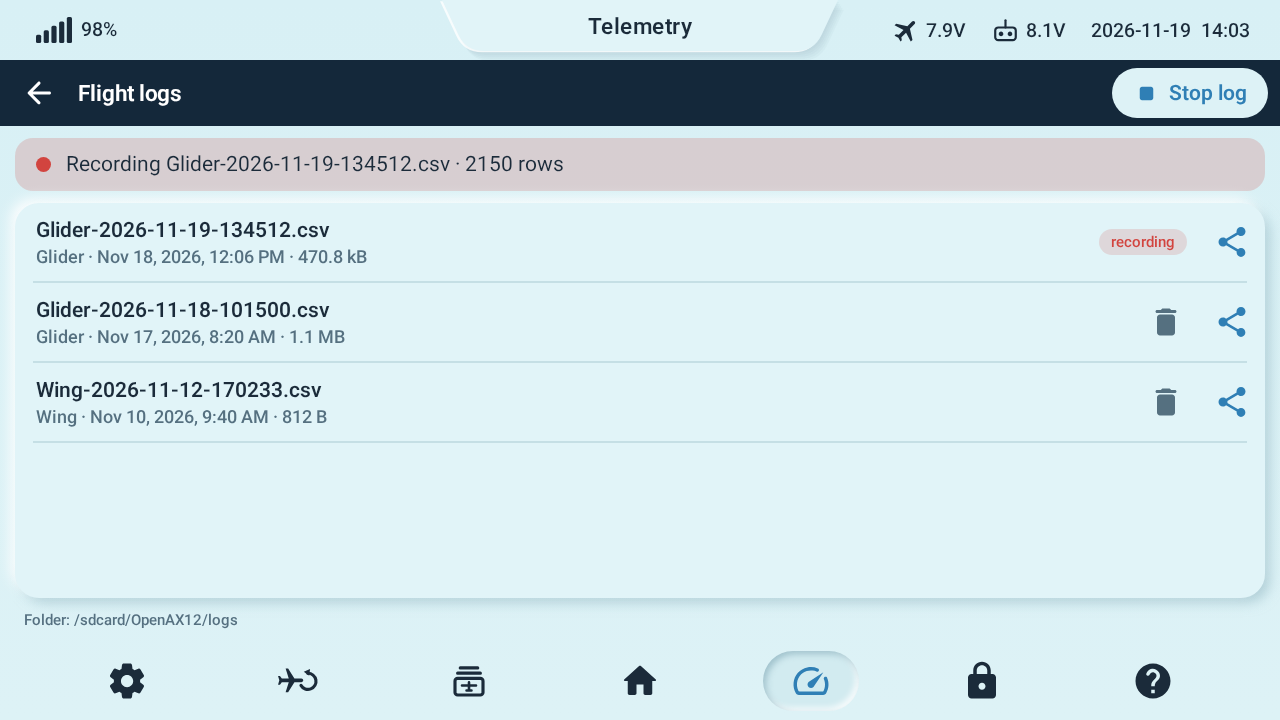 98%
Telemetry
7.9V
8.1V
2026-11-19 14:03
Flight logs
Stop log
Recording Glider-2026-11-19-134512.csv · 2150 rows
Glider-2026-11-19-134512.csv
Glider · Nov 18, 2026, 12:06 PM · 470.8 kB
recording
Glider-2026-11-18-101500.csv
Glider · Nov 17, 2026, 8:20 AM · 1.1 MB
Wing-2026-11-12-170233.csv
Wing · Nov 10, 2026, 9:40 AM · 812 B
Folder: /sdcard/OpenAX12/logs